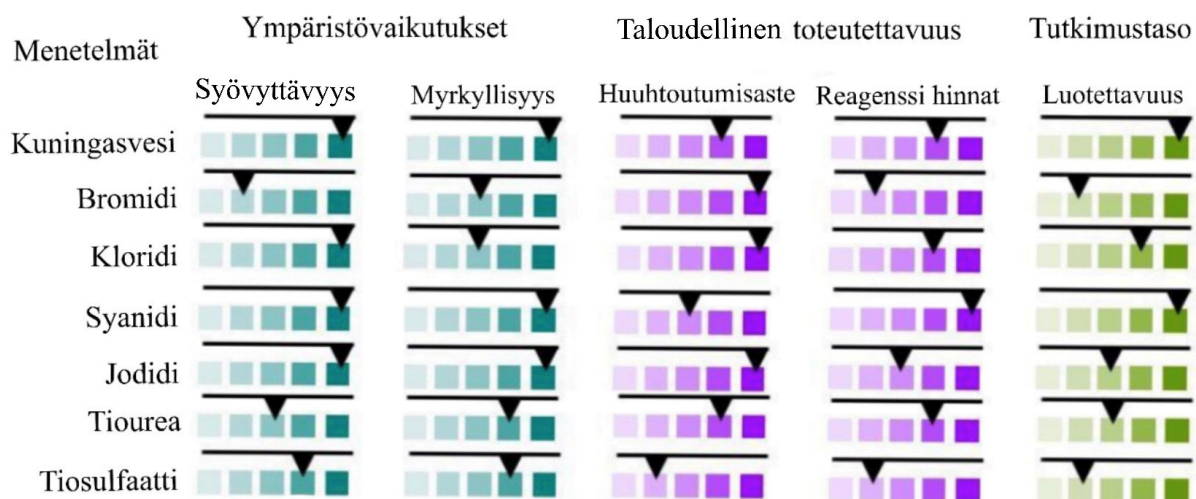 Menetelmät
Ympäristövaikutukset
Taloudellinen toteutettavuus
Tutkimustaso
Syövyttävyys
Myrkyllisyys
Huuhtoutumisaste
Reagenssi hinnat
Luotettavuus
Kuningasvesi
Bromidi
Kloridi
Syanidi
Jodidi
Tiourea
Tiosulfaatti